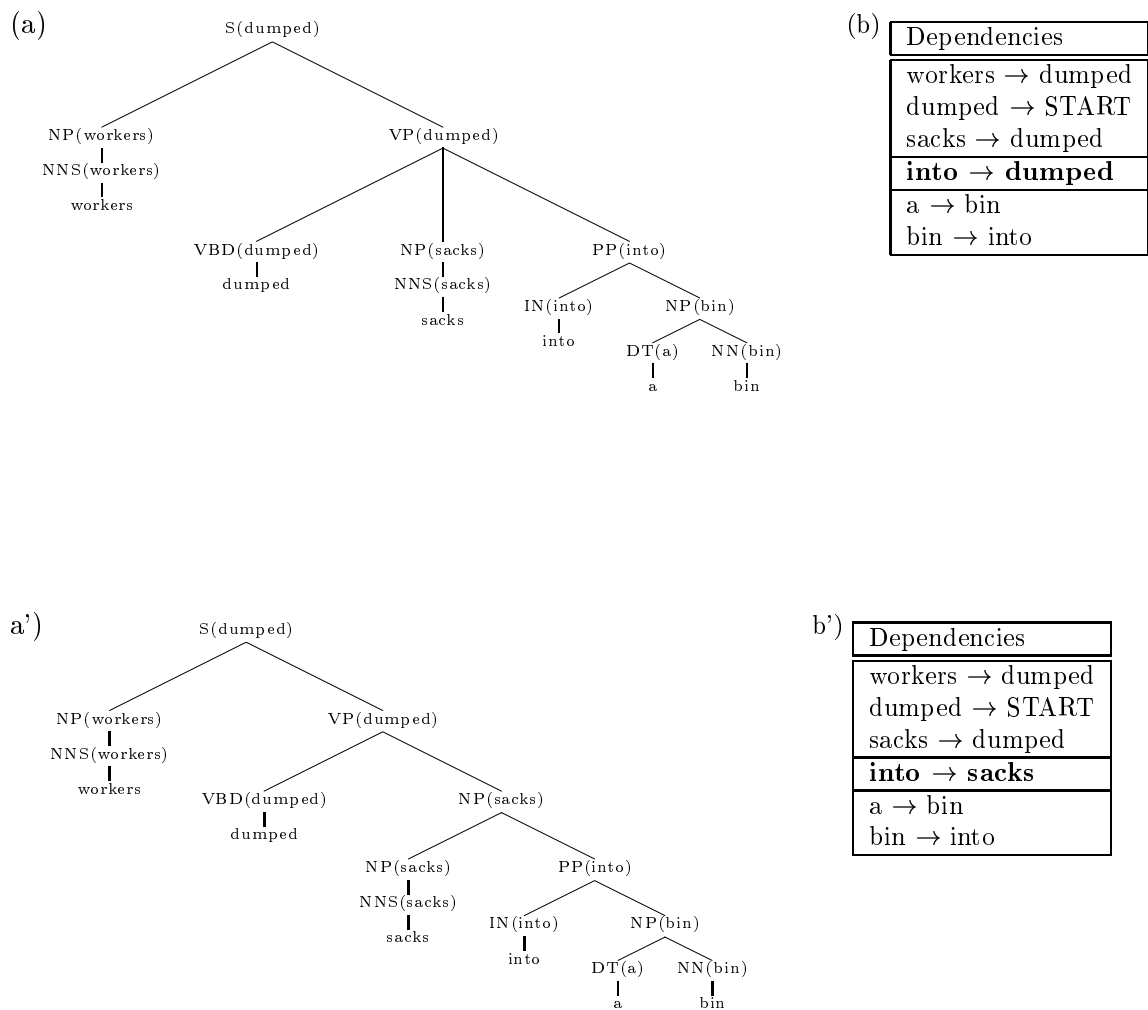 (a)
S(dumped)
NP(workers) VP(dumped)
NNS(workers)
workers
VBD(dumped) NP(sacks) PP(into)
dumped NNS(sacks)
IN(into) NP(bin)
sacks
into
DT(a) NN(bin)
a bin
(b)
Dependencies
workers → dumped
dumped → START
sacks → dumped
into → dumped
a → bin
bin → into
a')
S(dumped)
NP(workers) VP(dumped)
NNS(workers)
workers
VBD(dumped) NP(sacks)
dumped
NP(sacks) PP(into)
NNS(sacks)
IN(into) NP(bin)
sacks
into
DT(a) NN(bin)
a bin
b')
Dependencies
workers → dumped
dumped → START
sacks → dumped
into → sacks
a → bin
bin → into